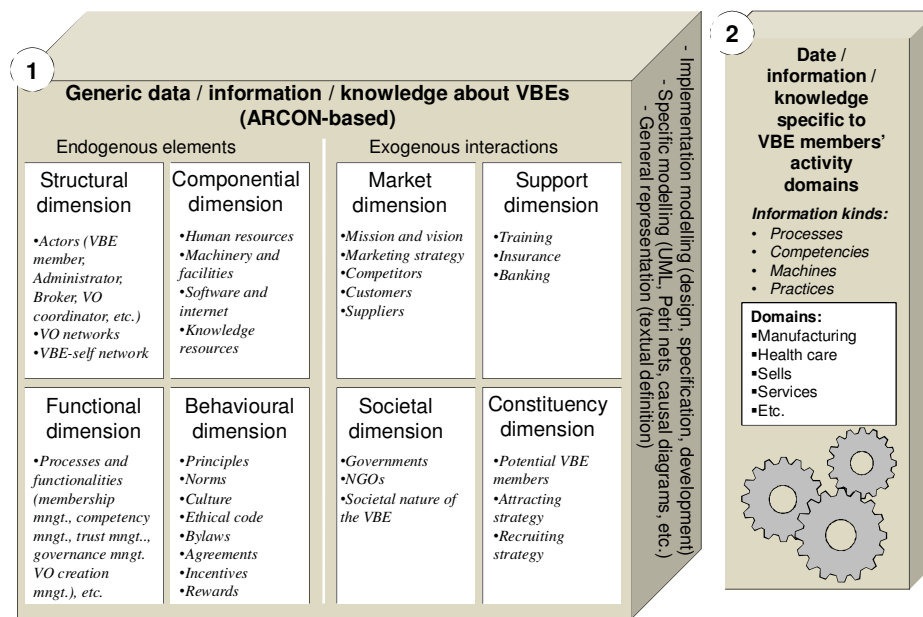 1
Generic data / information / knowledge about VBEs
(ARCON-based)
Endogenous elements
Structural
dimension
•Actors (VBE
member,
Administrator,
Broker, VO
coordinator, etc.)
•VO networks
•VBE-self network
Componential
dimension
•Human resources
•Machinery and
facilities
•Software and
internet
•Knowledge
resources
Functional
dimension
•Processes and
functionalities
(membership
mngt., competency
mngt., trust mngt..,
governance mngt.
VO creation
mngt.), etc.
Behavioural
dimension
•Principles
•Norms
•Culture
•Ethical code
•Bylaws
•Agreements
•Incentives
•Rewards
Exogenous interactions
Market
dimension
•Mission and vision
•Marketing strategy
•Competitors
•Customers
•Suppliers
Support
dimension
•Training
•Insurance
•Banking
Societal
dimension
•Governments
•NGOs
•Societal nature of
the VBE
Constituency
dimension
•Potential VBE
members
•Attracting
strategy
•Recruiting
strategy
- Implementation modelling (design, specification, development)
- Specific modelling (UML, Petri nets, causal diagrams, etc.)
- General representation (textual definition)
2
Date /
information /
knowledge
specific to
VBE members’
activity
domains
Information kinds:
• Processes
• Competencies
• Machines
• Practices
Domains:
▪Manufacturing
▪Health care
▪Sells
▪Services
▪Etc.